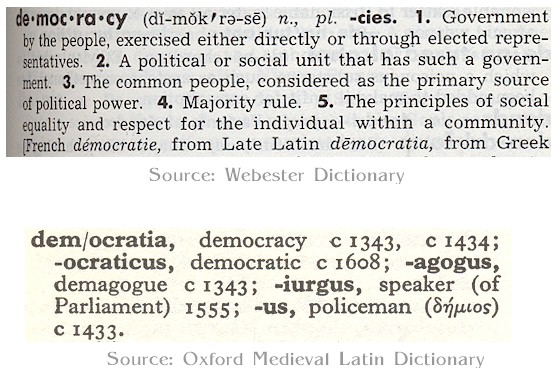 de·moc·ra·cy (dĭ-mŏk′rə-sē) n., pl. -cies. 1. Government
by the people, exercised either directly or through elected repre-
sentatives. 2. A political or social unit that has such a govern-
ment. 3. The common people, considered as the primary source
of political power. 4. Majority rule. 5. The principles of social
equality and respect for the individual within a community.
[French démocratie, from Late Latin dēmocratia, from Greek
Source: Webester Dictionary
dem/ocratia, democracy c 1343, c 1434;
-ocraticus, democratic c 1608; -agogus,
demagogue c 1343; -iurgus, speaker (of
Parliament) 1555; -us, policeman (δήμιος)
c 1433.
Source: Oxford Medieval Latin Dictionary